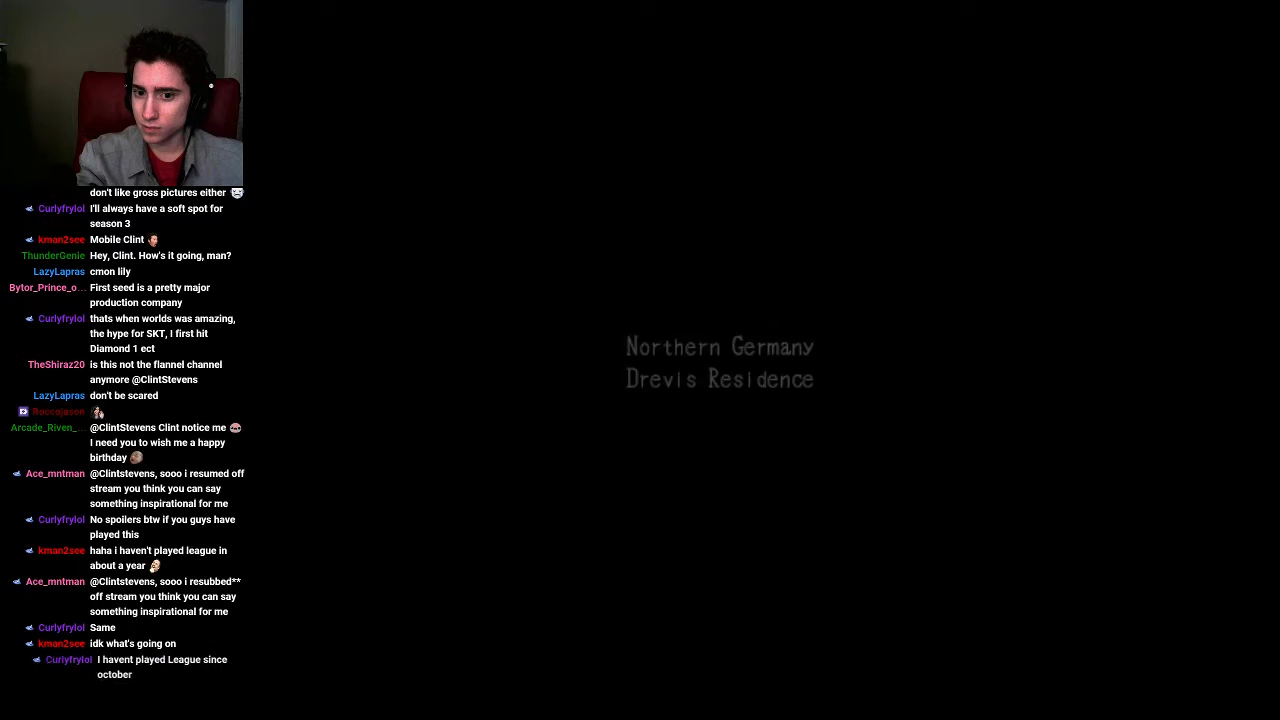 don't like gross pictures either
Curlyfrylol I'll always have a soft spot for
season 3
kman2see Mobile Clint
ThunderGenie Hey, Clint. How's it going, man?
LazyLapras cmon lily
Bytor_Prince_o... First seed is a pretty major
production company
Curlyfrylol thats when worlds was amazing,
the hype for SKT, I first hit
Diamond 1 ect
TheShiraz20 is this not the flannel channel
anymore @ClintStevens
LazyLapras don't be scared
Roccojason
Arcade_Riven_... @ClintStevens Clint notice me
I need you to wish me a happy
birthday
Ace_mntman @Clintstevens, sooo i resumed off
stream you think you can say
something inspirational for me
Curlyfrylol No spoilers btw if you guys have
played this
kman2see haha i haven't played league in
about a year
Ace_mntman @Clintstevens, sooo i resubbed**
off stream you think you can say
something inspirational for me
Curlyfrylol Same
kman2see idk what's going on
Curlyfrylol I havent played League since
october
Northern Germany
Drevis Residence